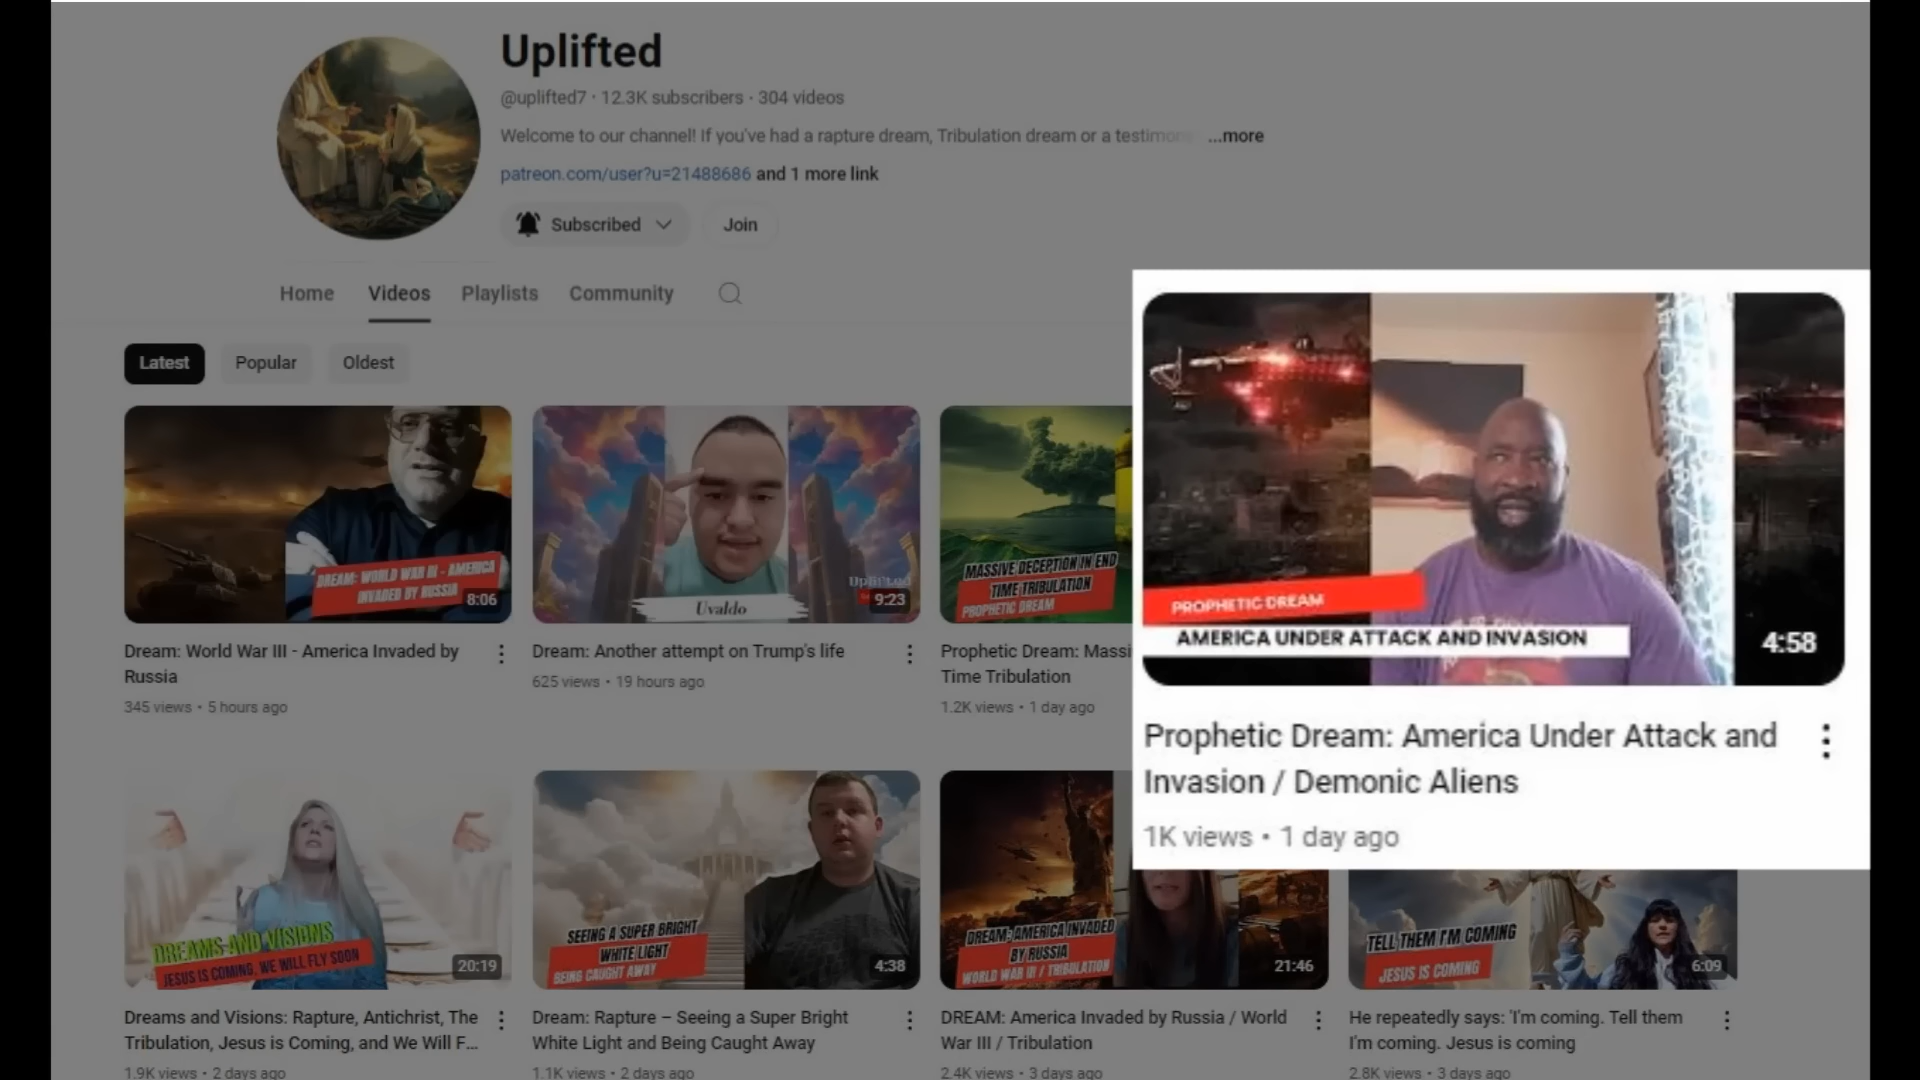 Uplifted
@uplifted7 · 12.3K subscribers · 304 videos
Welcome to our channel! If you've had a rapture dream, Tribulation dream or a testimon ...more
patreon.com/user?u=21488686 and 1 more link
Subscribed
Join
Home Videos Playlists Community
Latest Popular Oldest
DREAM: WORLD WAR III - AMERICA
INVADED BY RUSSIA
8:06
Dream: World War III - America Invaded by
Russia
345 views • 5 hours ago
Uplifted
Uvaldo
9:23
Dream: Another attempt on Trump's life
625 views • 19 hours ago
MASSIVE DECEPTION IN END
TIME TRIBULATION
PROPHETIC DREAM
Prophetic Dream: Massi
Time Tribulation
1.2K views • 1 day ago
PROPHETIC DREAM
AMERICA UNDER ATTACK AND INVASION
4:58
Prophetic Dream: America Under Attack and
Invasion / Demonic Aliens
1K views • 1 day ago
DREAMS AND VISIONS
JESUS IS COMING, WE WILL FLY SOON
20:19
Dreams and Visions: Rapture, Antichrist, The
Tribulation, Jesus is Coming, and We Will F...
1.9K views • 2 days ago
SEEING A SUPER BRIGHT
WHITE LIGHT
BEING CAUGHT AWAY
4:38
Dream: Rapture – Seeing a Super Bright
White Light and Being Caught Away
1.1K views • 2 days ago
DREAM: AMERICA INVADED
BY RUSSIA
WORLD WAR III / TRIBULATION
21:46
DREAM: America Invaded by Russia / World
War III / Tribulation
2.4K views • 3 days ago
TELL THEM I'M COMING
JESUS IS COMING
6:09
He repeatedly says: 'I'm coming. Tell them
I'm coming. Jesus is coming
2.8K views • 3 days ago